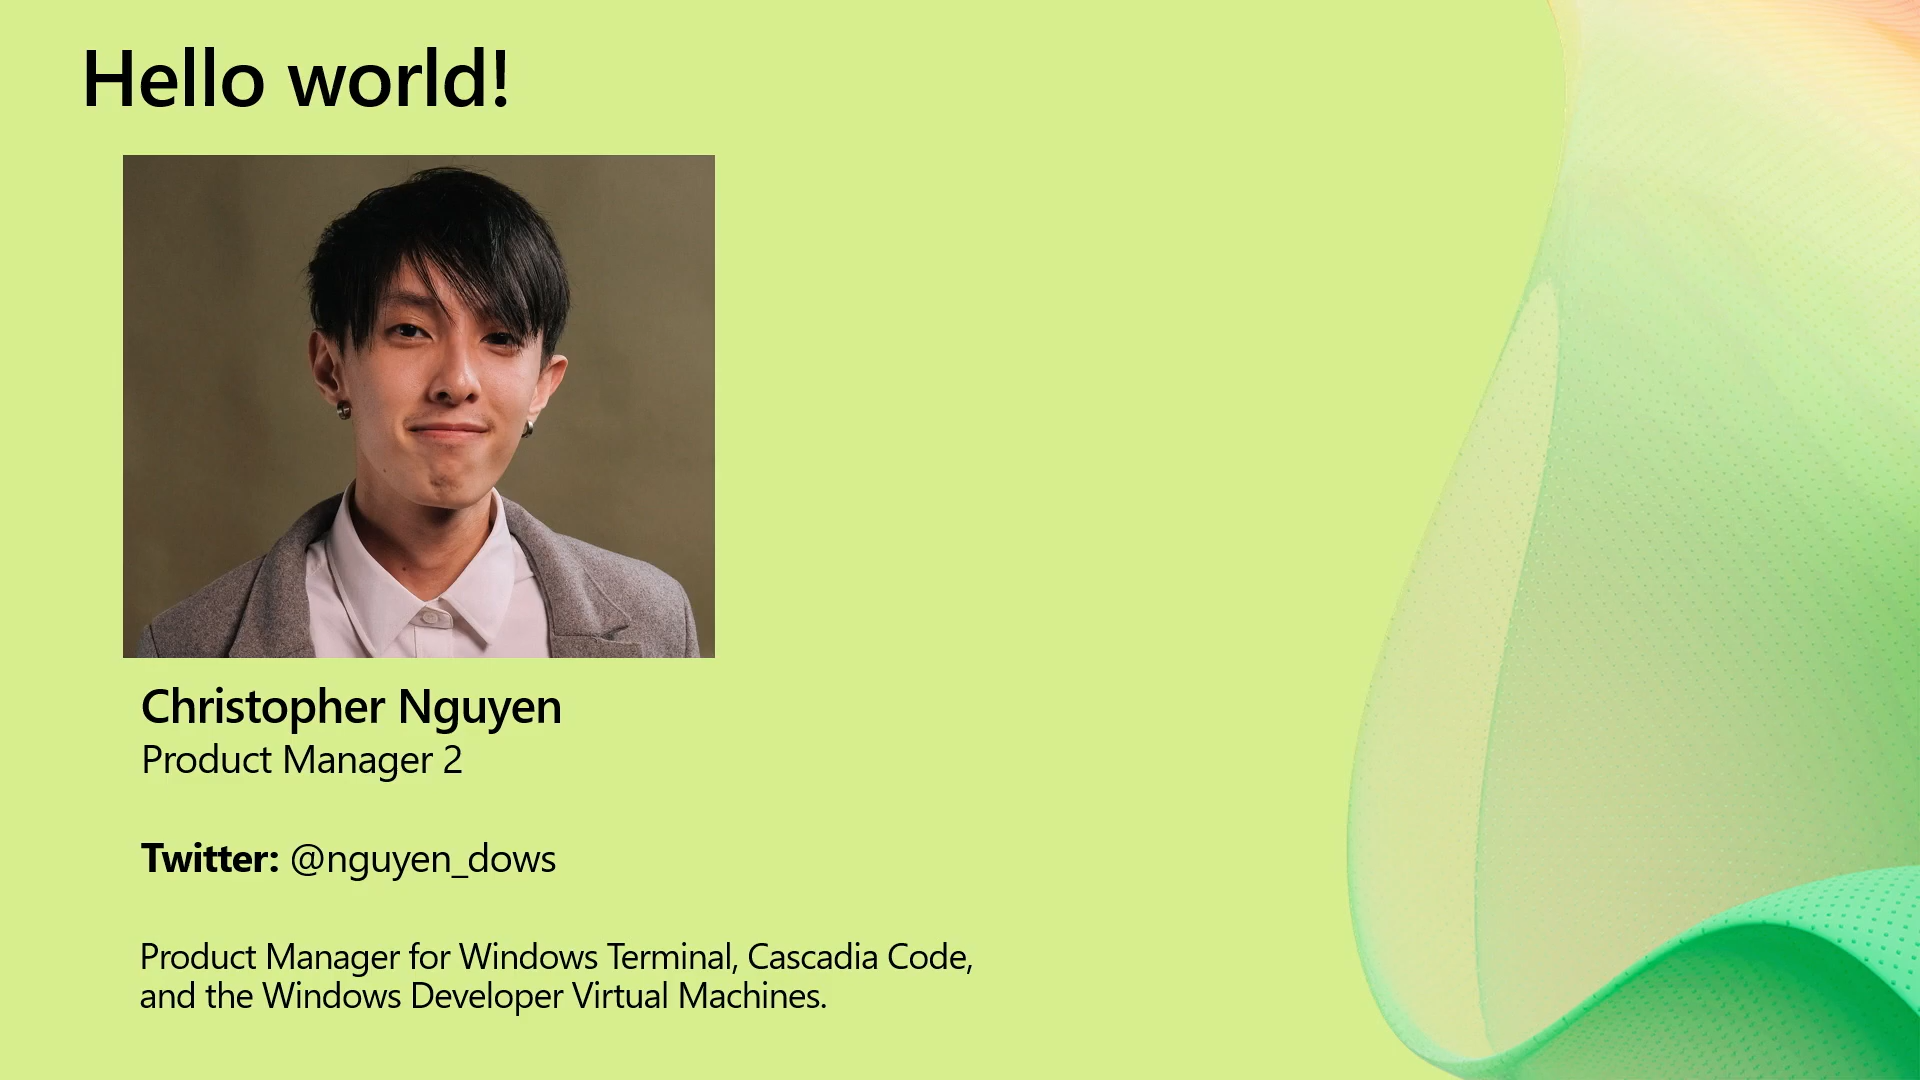 Hello world!
Christopher Nguyen
Product Manager 2
Twitter: @nguyen_dows
Product Manager for Windows Terminal, Cascadia Code,
and the Windows Developer Virtual Machines.